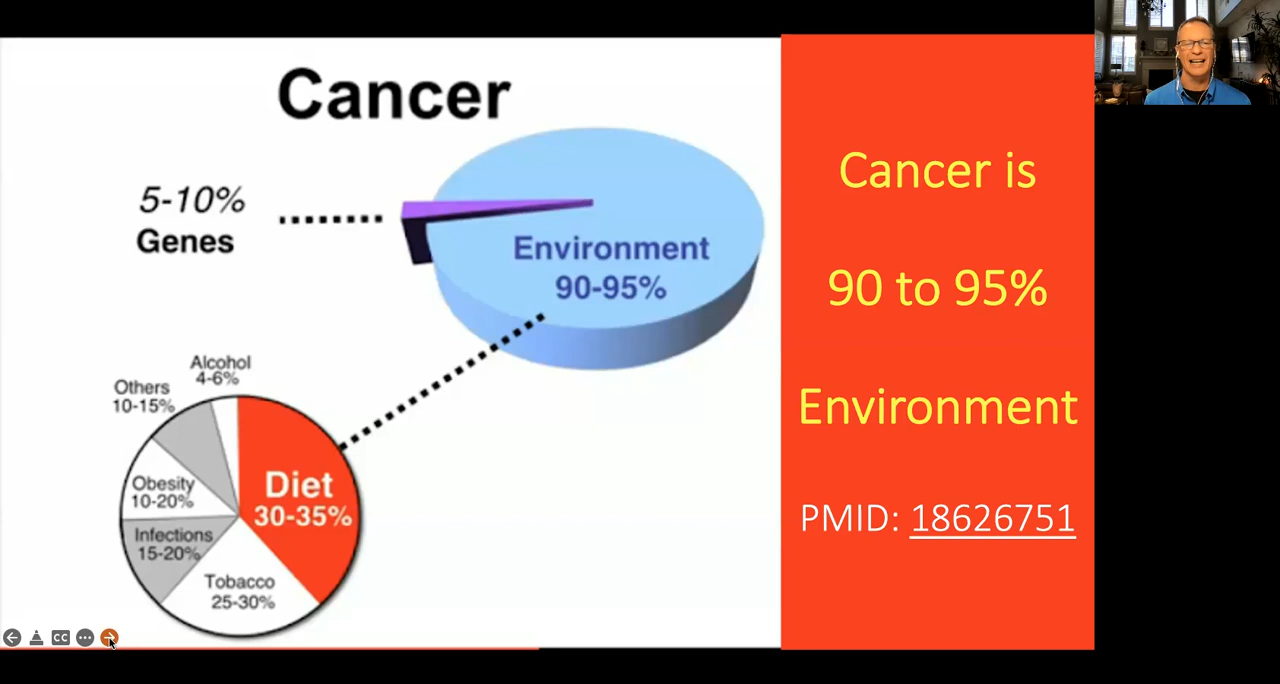 Cancer
5-10%
Genes
Environment
90-95%
Alcohol
4-6%
Others
10-15%
Obesity
10-20%
Diet
30-35%
Infections
15-20%
Tobacco
25-30%
Cancer is
90 to 95%
Environment
PMID: 18626751
CC